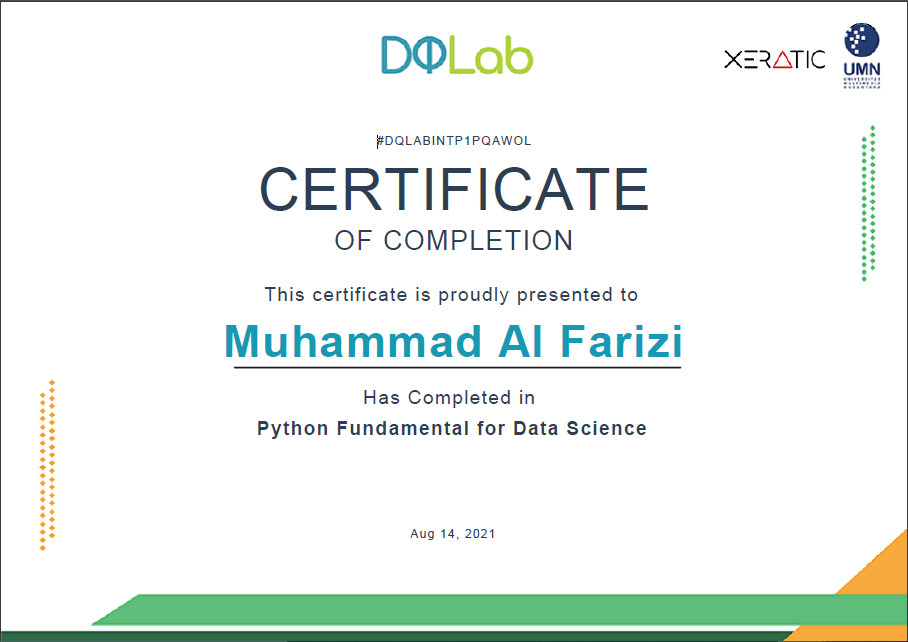 DQLab
XERATIC
UMN
UNIVERSITAS
MULTIMEDIA
NUSANTARA
#DQLABINTP1PQAWOL
CERTIFICATE
OF COMPLETION
This certificate is proudly presented to
Muhammad Al Farizi
Has Completed in
Python Fundamental for Data Science
Aug 14, 2021